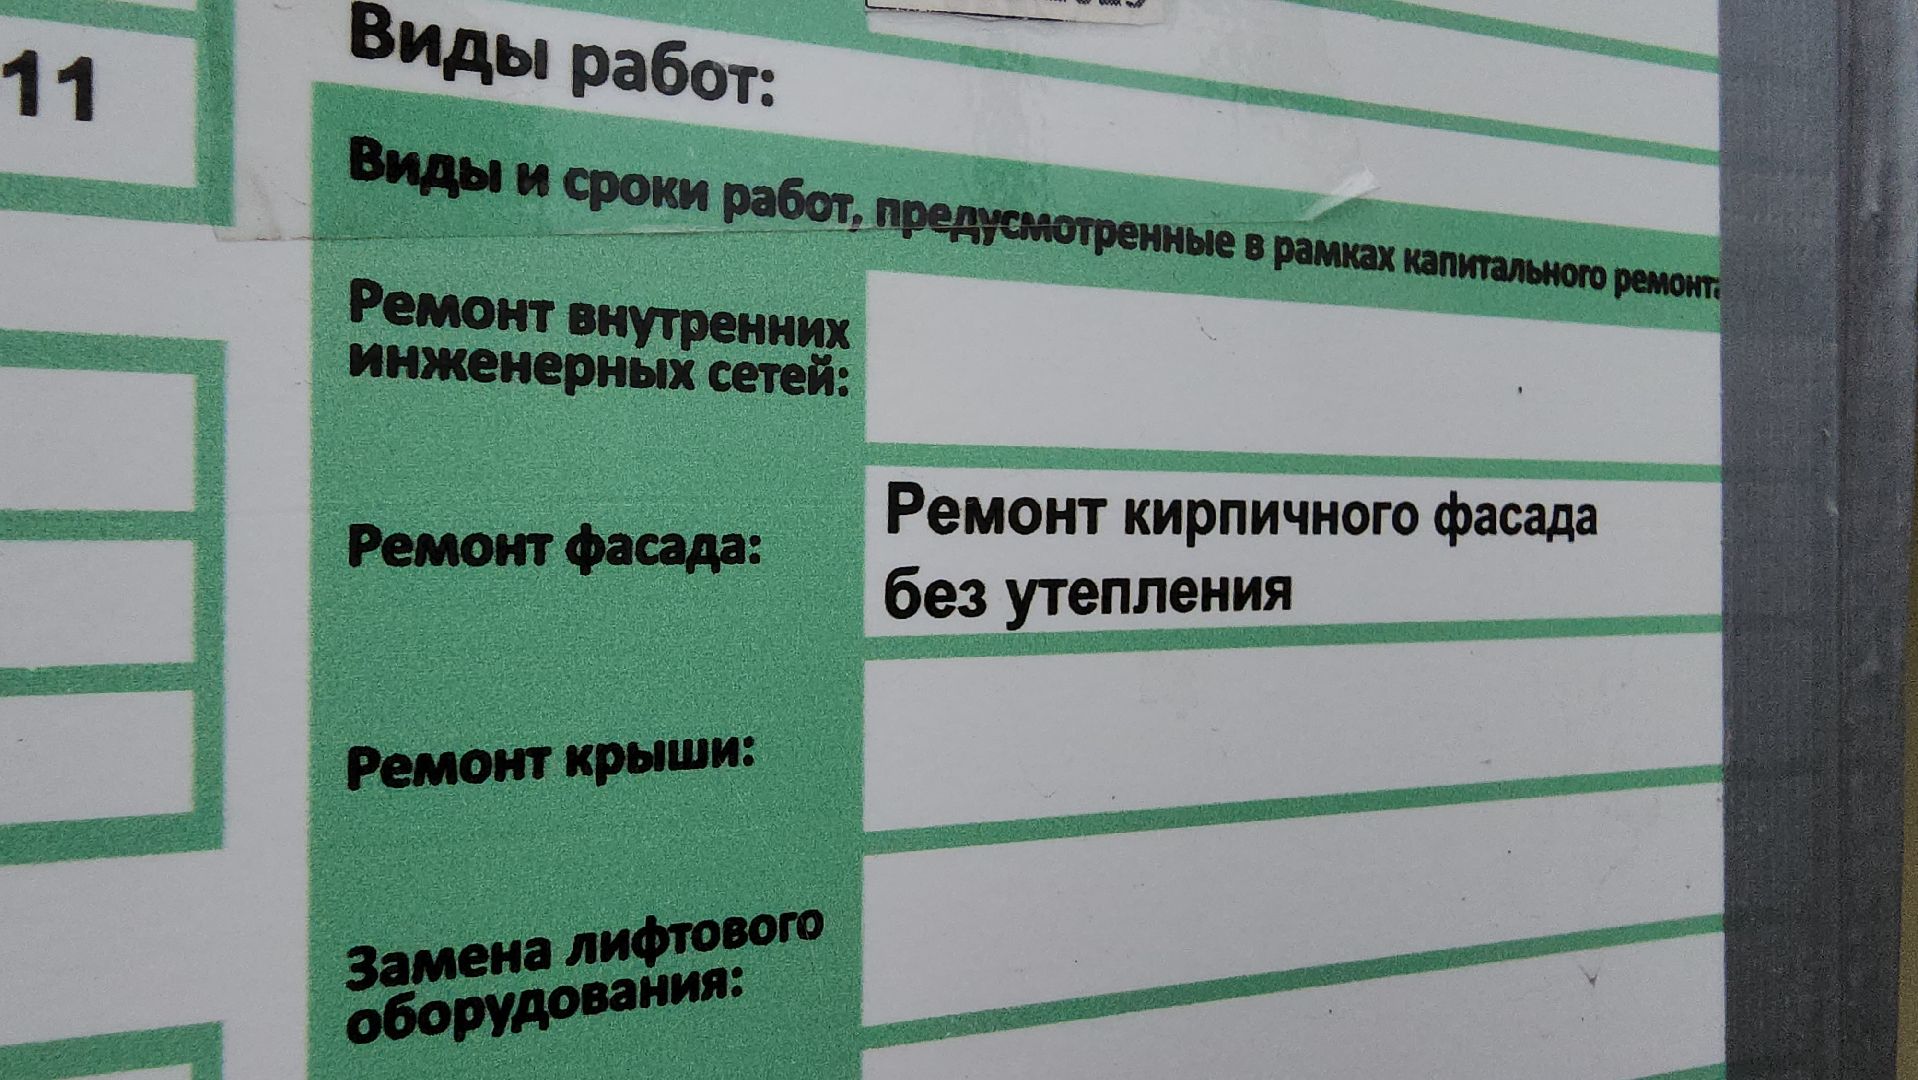 11
Виды работ:
Виды и сроки работ, предусмотренные в рамках капитального ремонта
Ремонт внутренних
инженерных сетей:
Ремонт фасада:
Ремонт кирпичного фасада
без утепления
Ремонт крыши:
Замена лифтового
оборудования: